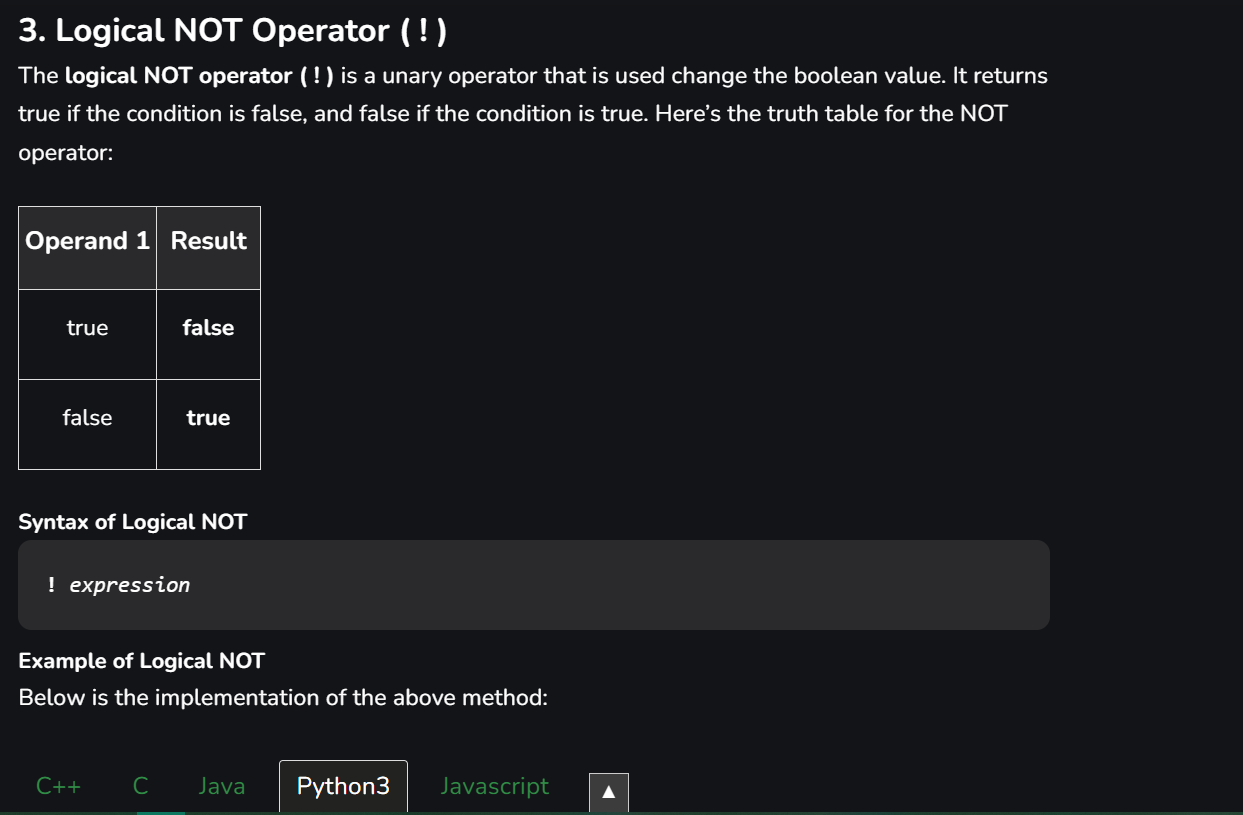 3. Logical NOT Operator ( ! )
The logical NOT operator ( ! ) is a unary operator that is used change the boolean value. It returns
true if the condition is false, and false if the condition is true. Here’s the truth table for the NOT
operator:
Operand 1 Result
true false
false true
Syntax of Logical NOT
! expression
Example of Logical NOT
Below is the implementation of the above method:
C++ C Java Python3 Javascript ▲